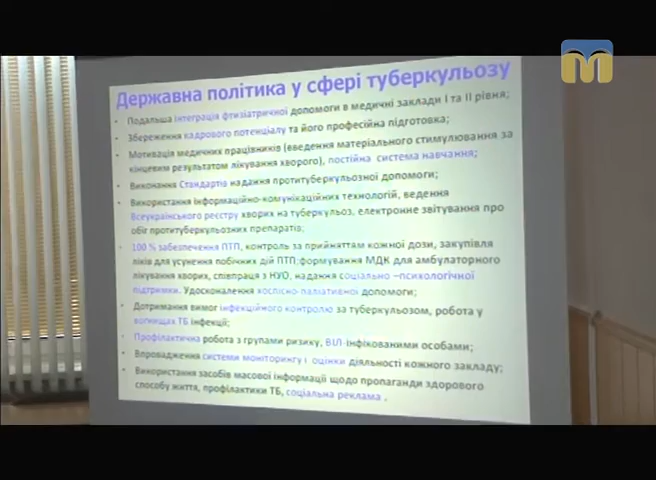 Державна політика у сфері туберкульозу
• Подальша інтеграція фтизіатричної допомоги в медичні заклади І та ІІ рівня;
• Збереження кадрового потенціалу та його професійна підготовка;
• Мотивація медичних працівників (введення матеріального стимулювання за
кінцевим результатом лікування хворого), постійна система навчання;
• Виконання Стандартів надання протитуберкульозної допомоги;
• Використання інформаційно-комунікаційних технологій, ведення
Всеукраїнського реєстру хворих на туберкульоз, електронне звітування про
обіг протитуберкульозних препаратів;
• 100 % забезпечення ПТП, контроль за прийняттям кожної дози, закупівля
ліків для усунення побічних дій ПТП; формування МДК для амбулаторного
лікування хворих, співпраця з НУО, надання соціально –психологічної
підтримки. Удосконалення хоспісно-паліативної допомоги;
• Дотримання вимог інфекційного контролю за туберкульозом, робота у
вогнищах ТБ інфекції;
• Профілактична робота з групами ризику, ВІЛ-інфікованими особами;
• Впровадження системи моніторингу і оцінки діяльності кожного закладу;
• Використання засобів масової інформації щодо пропаганди здорового
способу життя, профілактики ТБ, соціальна реклама .